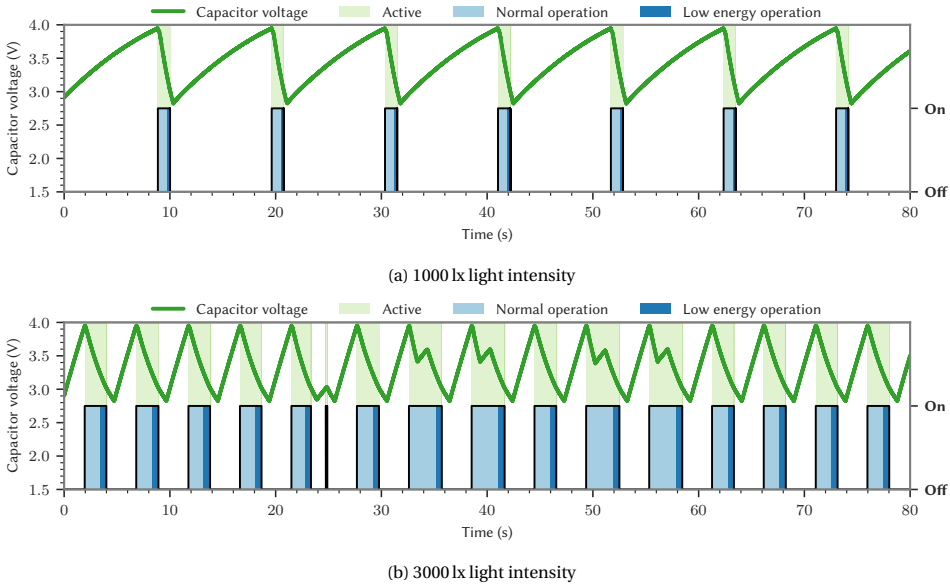 Capacitor voltage Active Normal operation Low energy operation
4.0
3.5
3.0
2.5
2.0
1.5
Capacitor voltage (V)
On
Off
0 10 20 30 40 50 60 70 80
Time (s)
(a) 1000 lx light intensity
Capacitor voltage Active Normal operation Low energy operation
4.0
3.5
3.0
2.5
2.0
1.5
Capacitor voltage (V)
On
Off
0 10 20 30 40 50 60 70 80
Time (s)
(b) 3000 lx light intensity